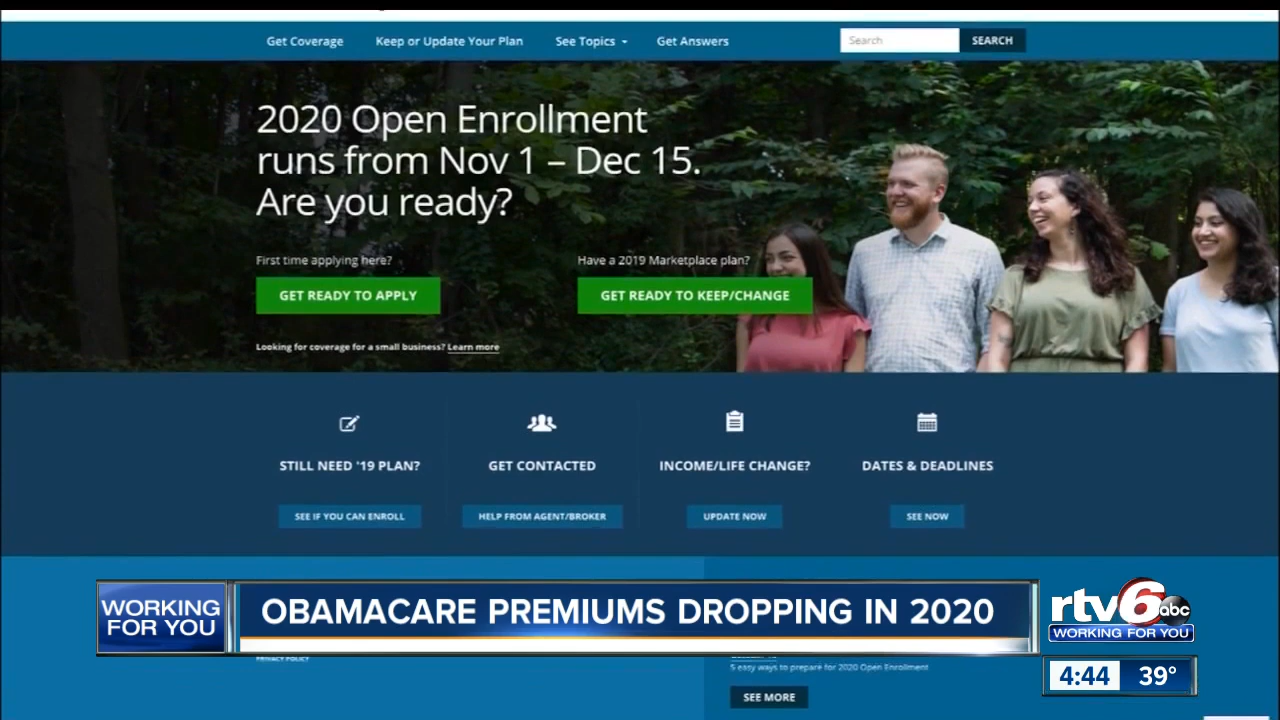 Get Coverage
Keep or Update Your Plan
See Topics
Get Answers
Search
SEARCH
2020 Open Enrollment
runs from Nov 1 – Dec 15.
Are you ready?
First time applying here?
Have a 2019 Marketplace plan?
GET READY TO APPLY
GET READY TO KEEP/CHANGE
Looking for coverage for a small business? Learn more
STILL NEED '19 PLAN?
GET CONTACTED
INCOME/LIFE CHANGE?
DATES & DEADLINES
SEE IF YOU CAN ENROLL
HELP FROM AGENT/BROKER
UPDATE NOW
SEE NOW
WORKING
FOR YOU
OBAMACARE PREMIUMS DROPPING IN 2020
rtv6 abc
WORKING FOR YOU
PRIVACY POLICY
5 easy ways to prepare for 2020 Open Enrollment
4:44
39°
SEE MORE